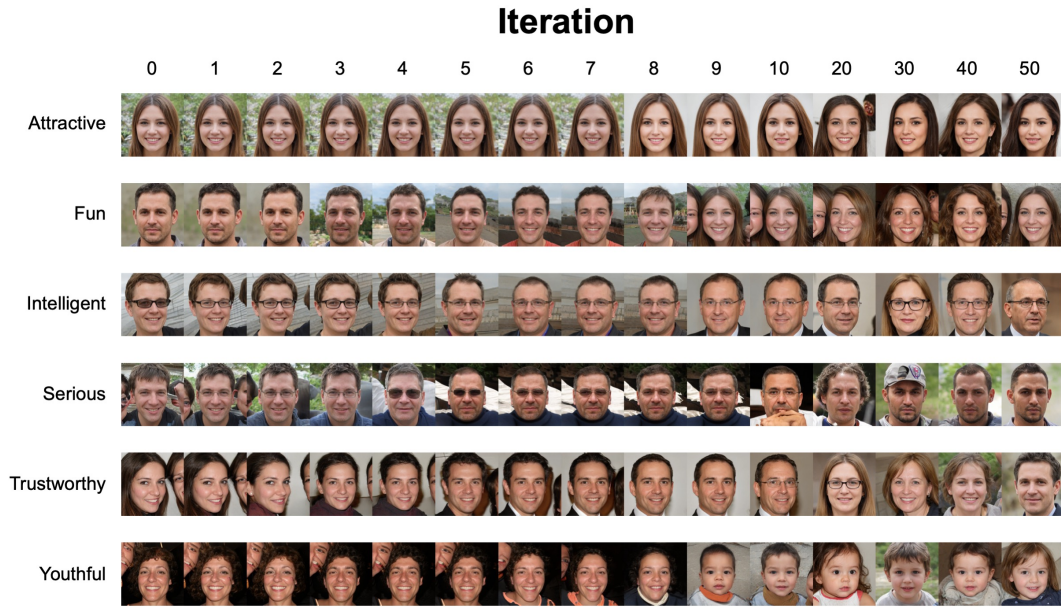 Iteration
0 1 2 3 4 5 6 7 8 9 10 20 30 40 50
Attractive
Fun
Intelligent
Serious
Trustworthy
Youthful